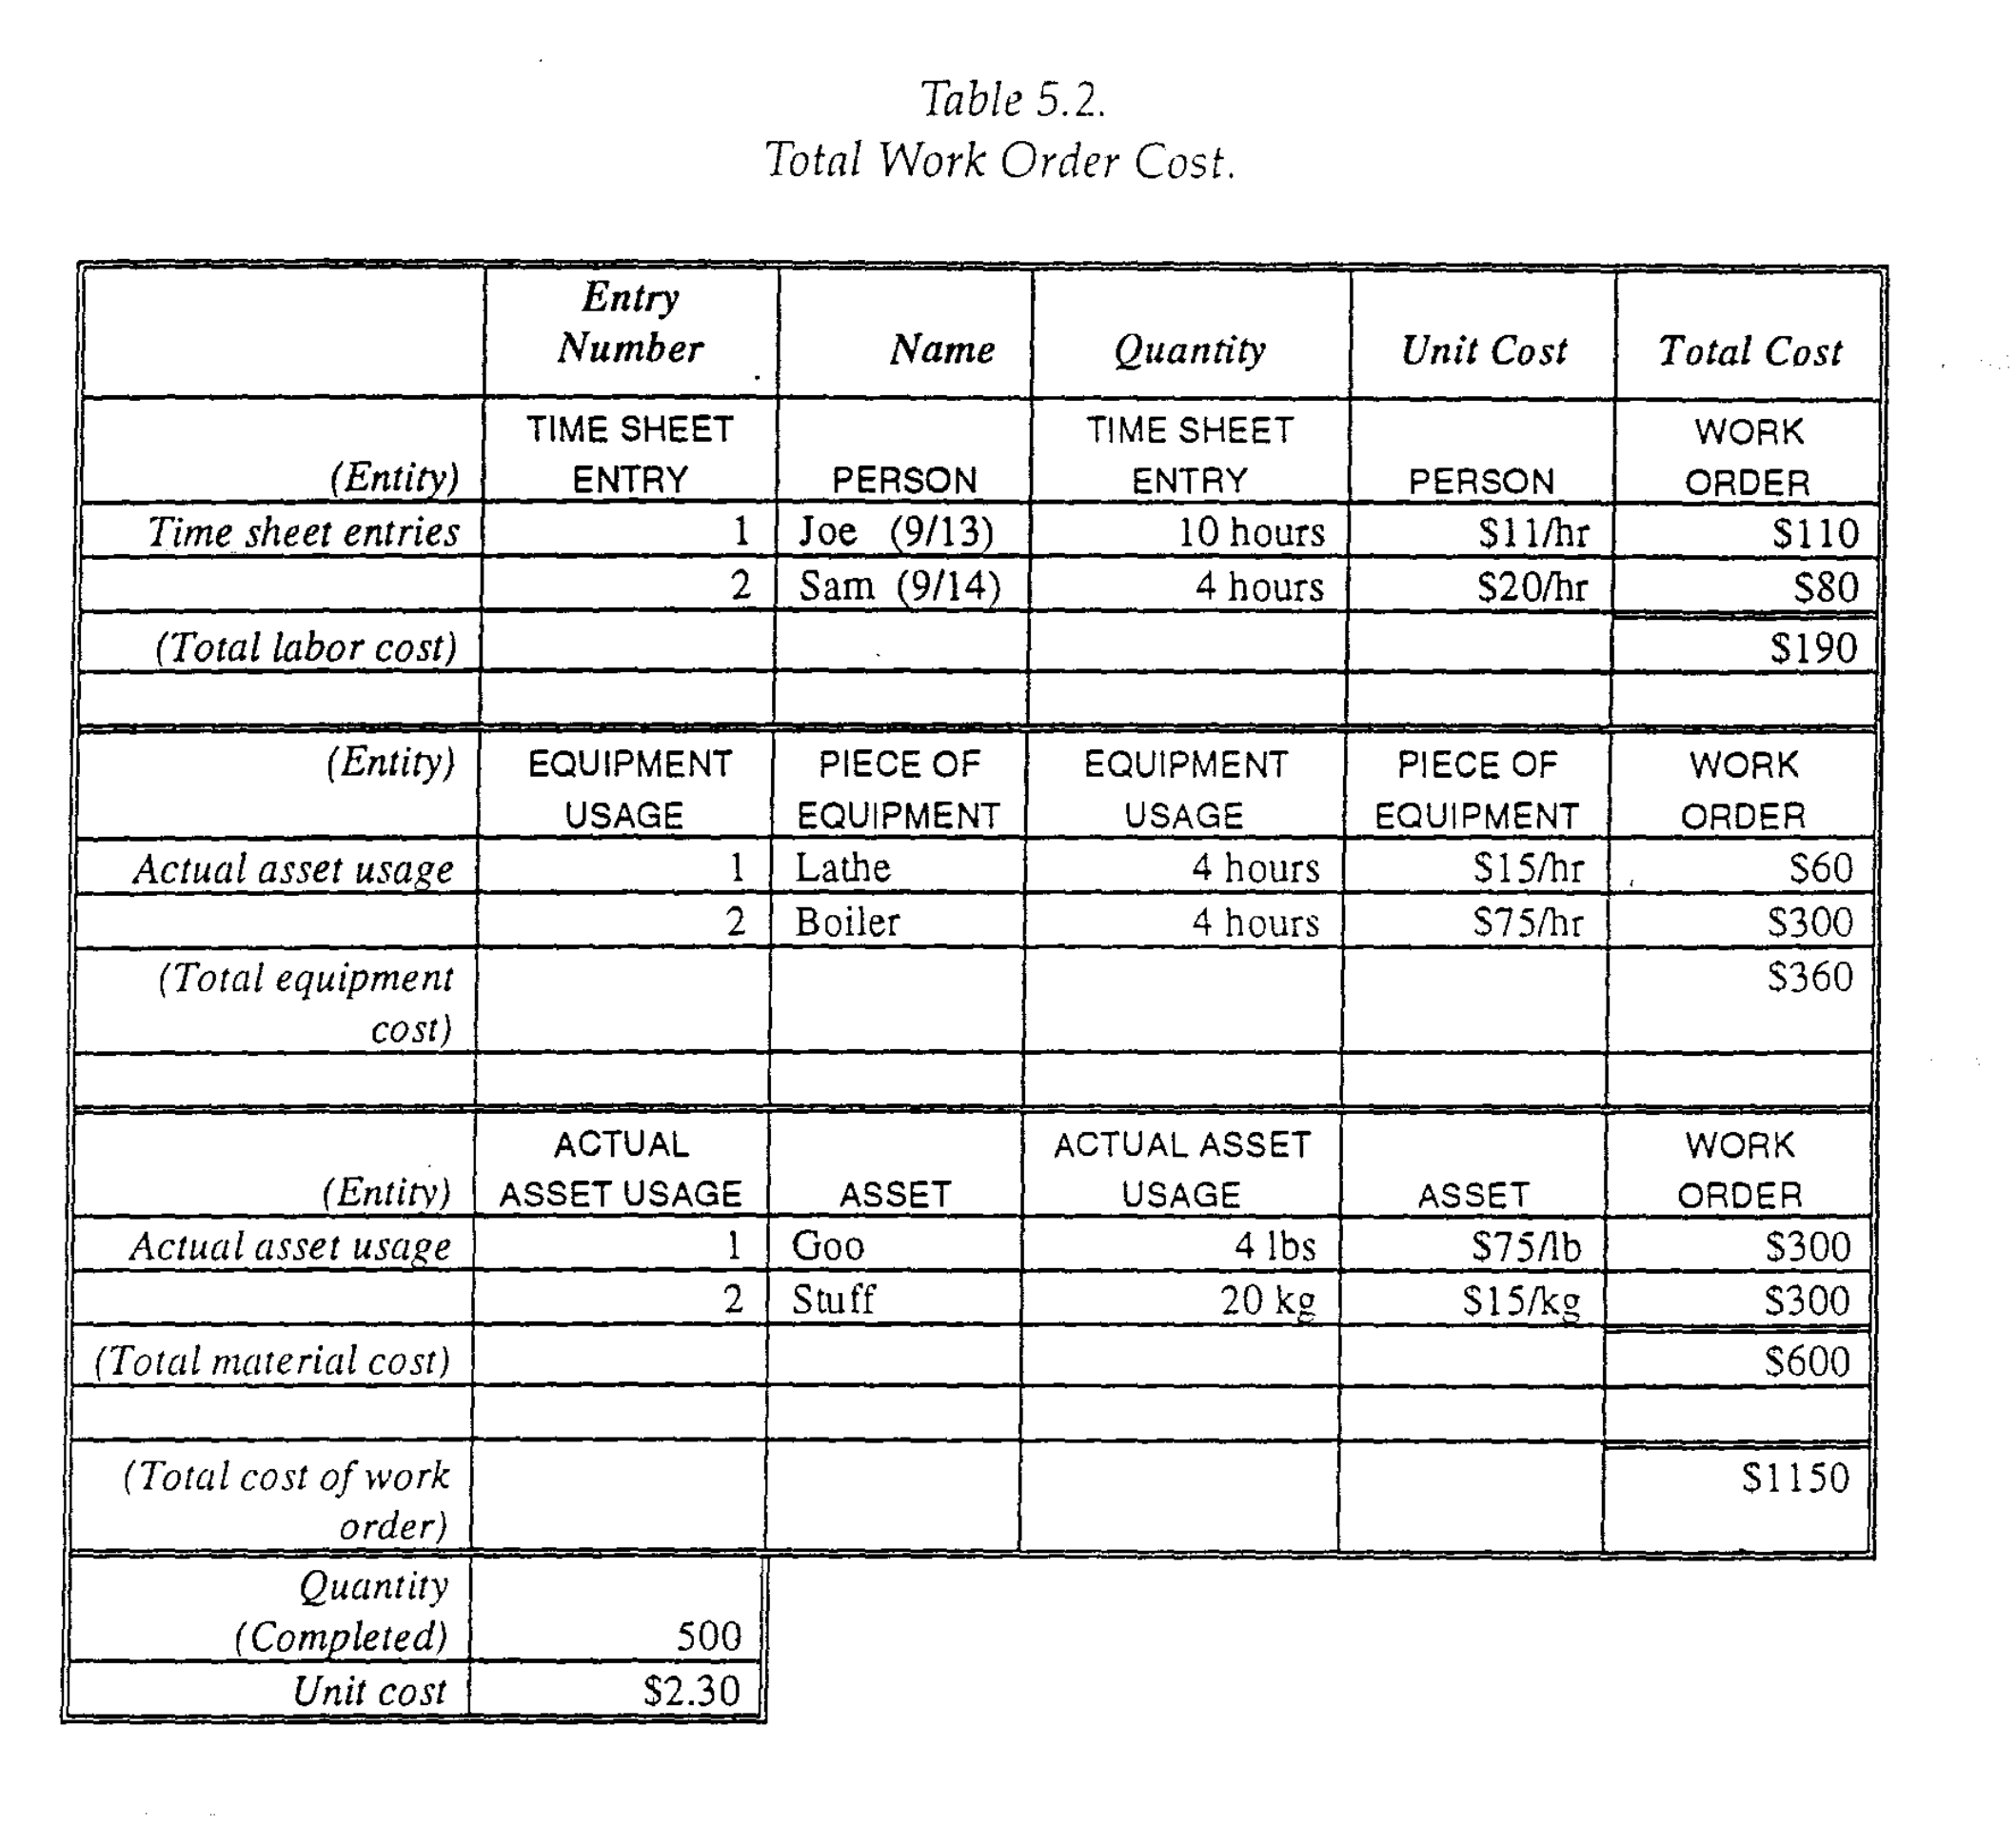 Table 5.2.
Total Work Order Cost.
Entry
Number Name Quantity Unit Cost Total Cost
TIME SHEET TIME SHEET WORK
(Entity) ENTRY PERSON ENTRY PERSON ORDER
Time sheet entries 1 Joe (9/13) 10 hours $11/hr $110
2 Sam (9/14) 4 hours $20/hr $80
(Total labor cost) $190
(Entity) EQUIPMENT PIECE OF EQUIPMENT PIECE OF WORK
USAGE EQUIPMENT USAGE EQUIPMENT ORDER
Actual asset usage 1 Lathe 4 hours $15/hr $60
2 Boiler 4 hours $75/hr $300
(Total equipment $360
cost)
ACTUAL ACTUAL ASSET WORK
(Entity) ASSET USAGE ASSET USAGE ASSET ORDER
Actual asset usage 1 Goo 4 lbs $75/lb $300
2 Stuff 20 kg $15/kg $300
(Total material cost) $600
(Total cost of work $1150
order)
Quantity
(Completed) 500
Unit cost $2.30